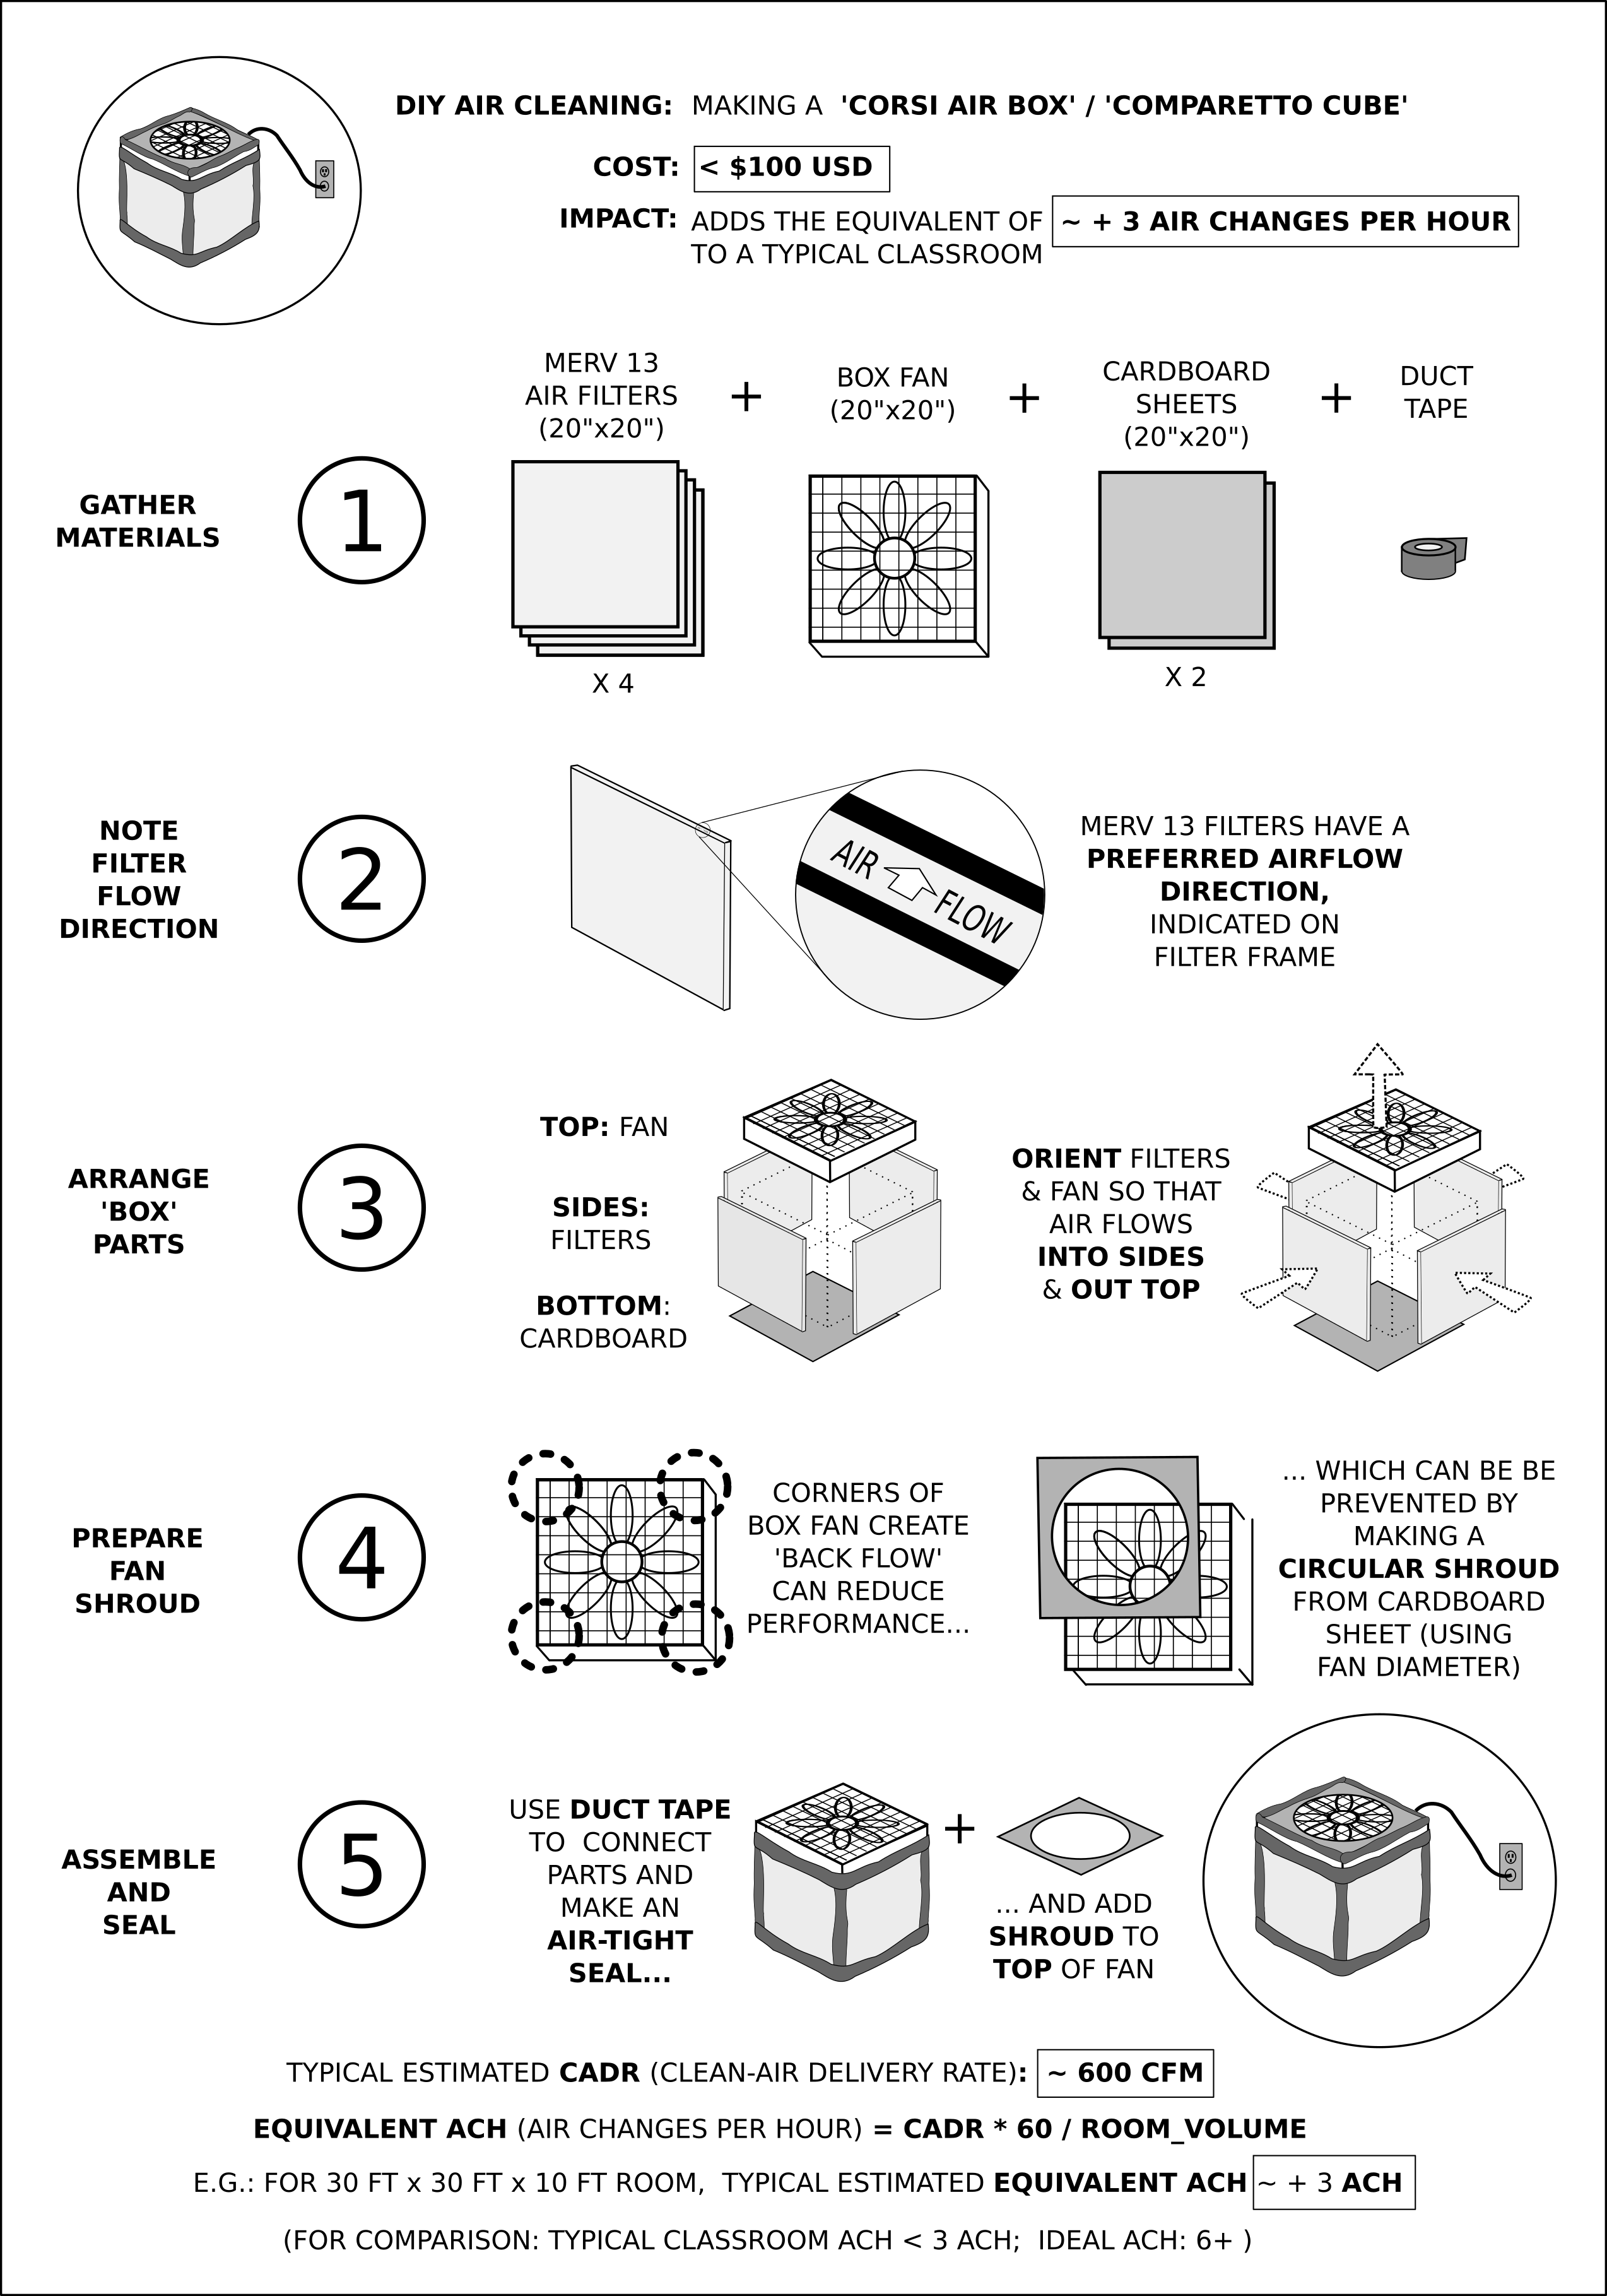 DIY AIR CLEANING: MAKING A 'CORSI AIR BOX' / 'COMPARETTO CUBE'
COST: < $100 USD
IMPACT: ADDS THE EQUIVALENT OF ~ + 3 AIR CHANGES PER HOUR
TO A TYPICAL CLASSROOM
GATHER
MATERIALS
1
MERV 13
AIR FILTERS
(20"x20")
X 4
+
BOX FAN
(20"x20")
+
CARDBOARD
SHEETS
(20"x20")
X 2
+
DUCT
TAPE
NOTE
FILTER
FLOW
DIRECTION
2
AIR FLOW
MERV 13 FILTERS HAVE A
PREFERRED AIRFLOW
DIRECTION,
INDICATED ON
FILTER FRAME
ARRANGE
'BOX'
PARTS
3
TOP: FAN
SIDES:
FILTERS
BOTTOM:
CARDBOARD
ORIENT FILTERS
& FAN SO THAT
AIR FLOWS
INTO SIDES
& OUT TOP
PREPARE
FAN
SHROUD
4
CORNERS OF
BOX FAN CREATE
'BACK FLOW'
CAN REDUCE
PERFORMANCE...
... WHICH CAN BE BE
PREVENTED BY
MAKING A
CIRCULAR SHROUD
FROM CARDBOARD
SHEET (USING
FAN DIAMETER)
ASSEMBLE
AND
SEAL
5
USE DUCT TAPE
TO CONNECT
PARTS AND
MAKE AN
AIR-TIGHT
SEAL...
+
... AND ADD
SHROUD TO
TOP OF FAN
TYPICAL ESTIMATED CADR (CLEAN-AIR DELIVERY RATE): ~ 600 CFM
EQUIVALENT ACH (AIR CHANGES PER HOUR) = CADR * 60 / ROOM_VOLUME
E.G.: FOR 30 FT x 30 FT x 10 FT ROOM, TYPICAL ESTIMATED EQUIVALENT ACH ~ + 3 ACH
(FOR COMPARISON: TYPICAL CLASSROOM ACH < 3 ACH; IDEAL ACH: 6+ )